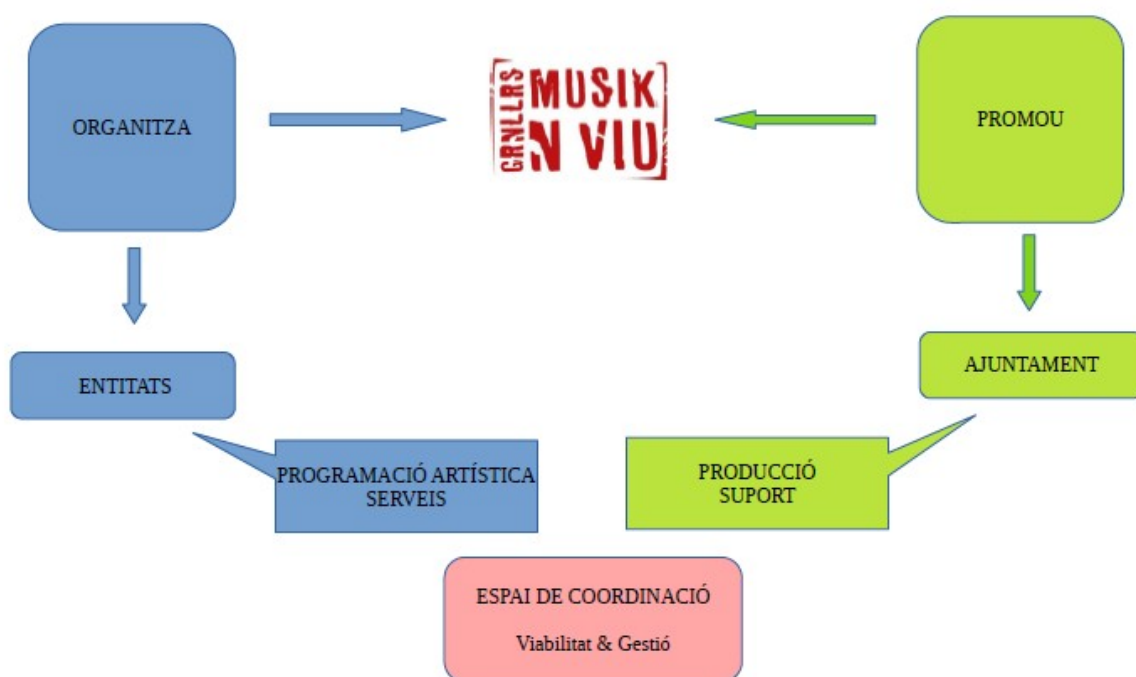 ORGANITZA
GRNLLRS
MUSIK
N VIU
PROMOU
ENTITATS
AJUNTAMENT
PROGRAMACIÓ ARTÍSTICA
SERVEIS
PRODUCCIÓ
SUPORT
ESPAI DE COORDINACIÓ
Viabilitat & Gestió